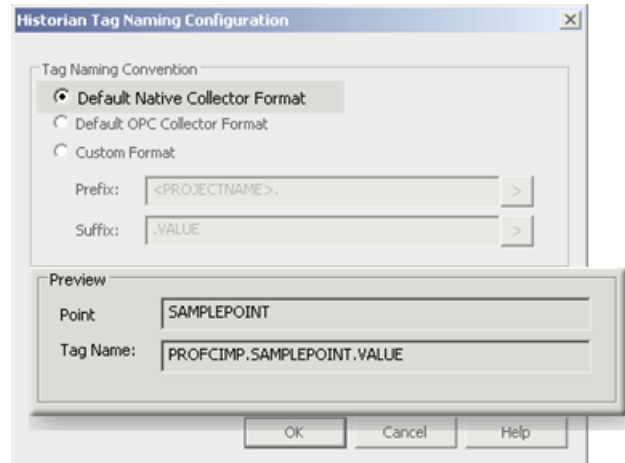 Historian Tag Naming Configuration
Tag Naming Convention
Default Native Collector Format
Default OPC Collector Format
Custom Format
Prefix: <PROJECTNAME>. >
Suffix: .VALUE >
Preview
Point SAMPLEPOINT
Tag Name: PROFCIMP.SAMPLEPOINT.VALUE
OK Cancel Help